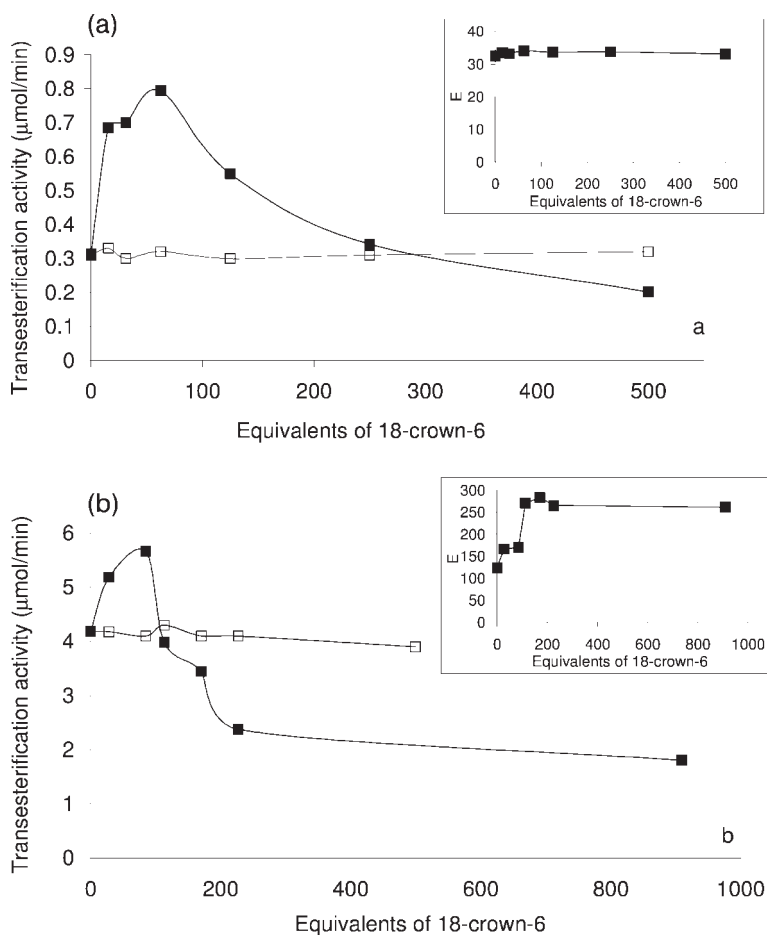 (a)
Transesterification activity (μmol/min)
0.9
0.8
0.7
0.6
0.5
0.4
0.3
0.2
0.1
0
0 100 200 300 400 500
Equivalents of 18-crown-6
a
E
40
30
20
10
0
0 100 200 300 400 500
Equivalents of 18-crown-6
(b)
Transesterification activity (μmol/min)
6
5
4
3
2
1
0
0 200 400 600 800 1000
Equivalents of 18-crown-6
b
E
300
250
200
150
100
50
0
0 200 400 600 800 1000
Equivalents of 18-crown-6